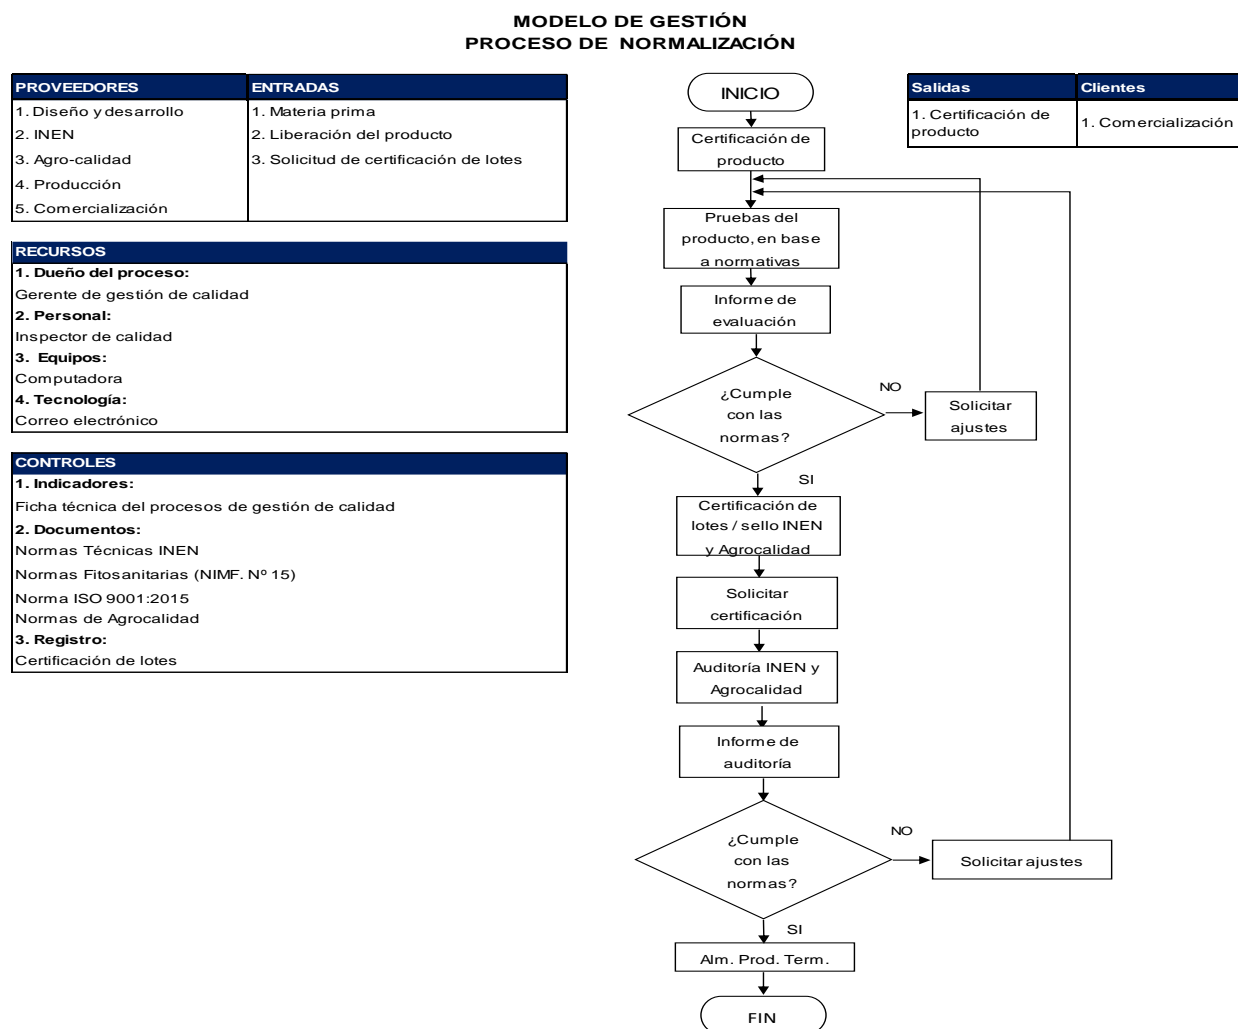 MODELO DE GESTIÓN
PROCESO DE NORMALIZACIÓN
PROVEEDORES
ENTRADAS
1. Diseño y desarrollo
1. Materia prima
2. INEN
2. Liberación del producto
3. Agro-calidad
3. Solicitud de certificación de lotes
4. Producción
5. Comercialización
RECURSOS
1. Dueño del proceso:
Gerente de gestión de calidad
2. Personal:
Inspector de calidad
3. Equipos:
Computadora
4. Tecnología:
Correo electrónico
CONTROLES
1. Indicadores:
Ficha técnica del procesos de gestión de calidad
2. Documentos:
Normas Técnicas INEN
Normas Fitosanitarias (NIMF. Nº 15)
Norma ISO 9001:2015
Normas de Agrocalidad
3. Registro:
Certificación de lotes
INICIO
Certificación de
producto
Pruebas del
producto, en base
a normativas
Informe de
evaluación
¿Cumple
con las
normas?
NO
Solicitar
ajustes
SI
Certificación de
lotes / sello INEN
y Agrocalidad
Solicitar
certificación
Auditoría INEN y
Agrocalidad
Informe de
auditoría
¿Cumple
con las
normas?
NO
Solicitar ajustes
SI
Alm. Prod. Term.
FIN
Salidas
Clientes
1. Certificación de
producto
1. Comercialización